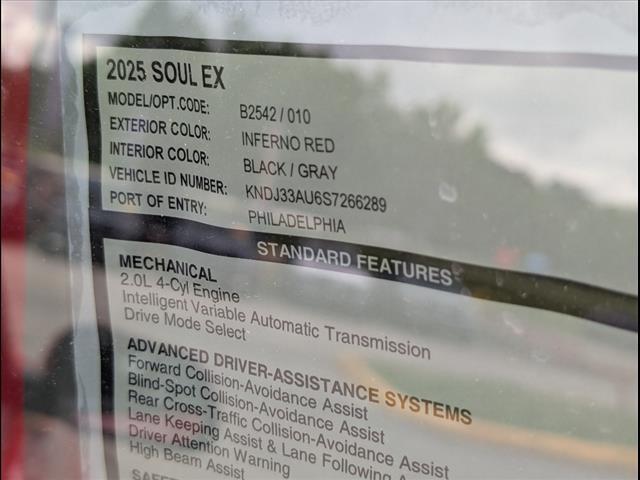 2025 SOUL EX
MODEL/OPT.CODE: B2542 / 010
EXTERIOR COLOR: INFERNO RED
INTERIOR COLOR: BLACK / GRAY
VEHICLE ID NUMBER: KNDJ33AU6S7266289
PORT OF ENTRY: PHILADELPHIA
STANDARD FEATURES
MECHANICAL
2.0L 4-Cyl Engine
Intelligent Variable Automatic Transmission
Drive Mode Select
ADVANCED DRIVER-ASSISTANCE SYSTEMS
Forward Collision-Avoidance Assist
Blind-Spot Collision-Avoidance Assist
Rear Cross-Traffic Collision-Avoidance Assist
Lane Keeping Assist & Lane Following A
Driver Attention Warning
High Beam Assist